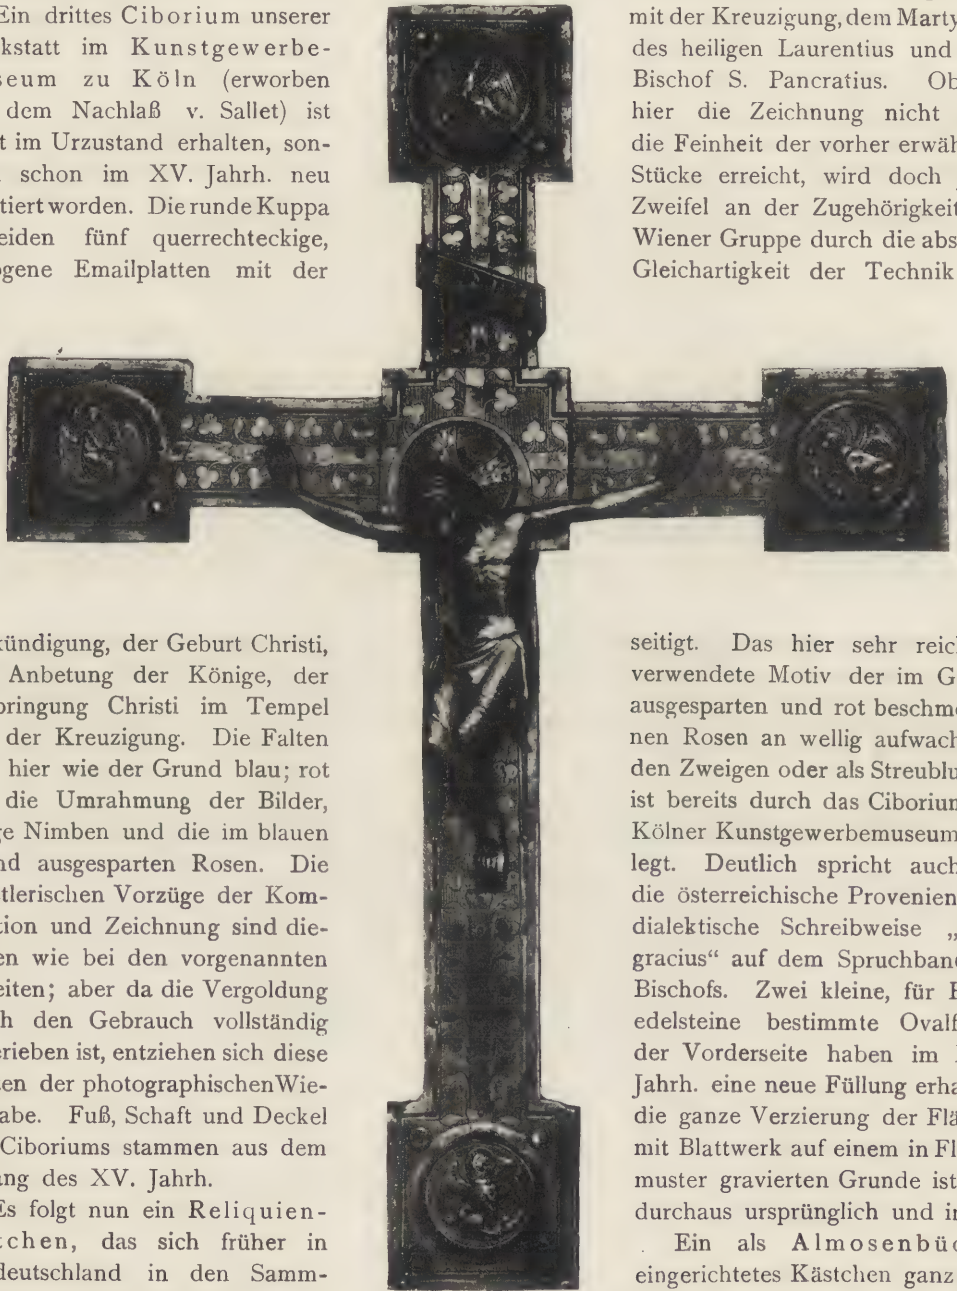 Ein drittes Ciborium unserer
kstatt im Kunstgewerbe-
seum zu Köln (erworben
dem Nachlaß v. Sallet) ist
t im Urzustand erhalten, son-
schon im XV. Jahrh. neu
tiert worden. Die runde Kuppa
eiden fünf querrechteckige,
ogene Emailplatten mit der
kündigung, der Geburt Christi,
Anbetung der Könige, der
bringung Christi im Tempel
der Kreuzigung. Die Falten
hier wie der Grund blau; rot
die Umrahmung der Bilder,
ge Nimben und die im blauen
nd ausgesparten Rosen. Die
stlerischen Vorzüge der Kom-
tion und Zeichnung sind die-
en wie bei den vorgenannten
eiten; aber da die Vergoldung
ch den Gebrauch vollständig
erieben ist, entziehen sich diese
ten der photographischen Wie-
abe. Fuß, Schaft und Deckel
Ciboriums stammen aus dem
ang des XV. Jahrh.
Es folgt nun ein Reliquien-
tchen, das sich früher in
deutschland in den Samm-
mit der Kreuzigung, dem Marty
des heiligen Laurentius und
Bischof S. Pancratius. Ob
hier die Zeichnung nicht
die Feinheit der vorher erwäh
Stücke erreicht, wird doch
Zweifel an der Zugehörigkeit
Wiener Gruppe durch die abs
Gleichartigkeit der Technik
seitigt. Das hier sehr reich
verwendete Motiv der im G
ausgesparten und rot beschme
nen Rosen an wellig aufwach
den Zweigen oder als Streublu
ist bereits durch das Ciborium
Kölner Kunstgewerbemuseum
legt. Deutlich spricht auch
die österreichische Provenien
dialektische Schreibweise „
gracius“ auf dem Spruchband
Bischofs. Zwei kleine, für
edelsteine bestimmte Ovalf
der Vorderseite haben im
Jahrh. eine neue Füllung erha
die ganze Verzierung der Flä
mit Blattwerk auf einem in Fl
muster gravierten Grunde ist
durchaus ursprünglich und in
Ein als Almosenbüc
eingerichtetes Kästchen ganz